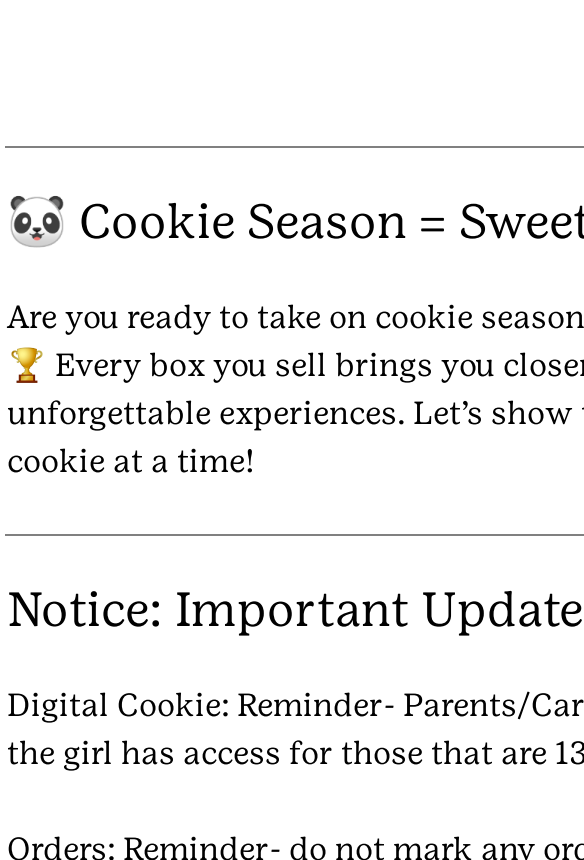 🐼 Cookie Season = Sweet
Are you ready to take on cookie season
🏆 Every box you sell brings you closer
unforgettable experiences. Let’s show
cookie at a time!
Notice: Important Update
Digital Cookie: Reminder- Parents/Car
the girl has access for those that are 13
Orders: Reminder- do not mark any